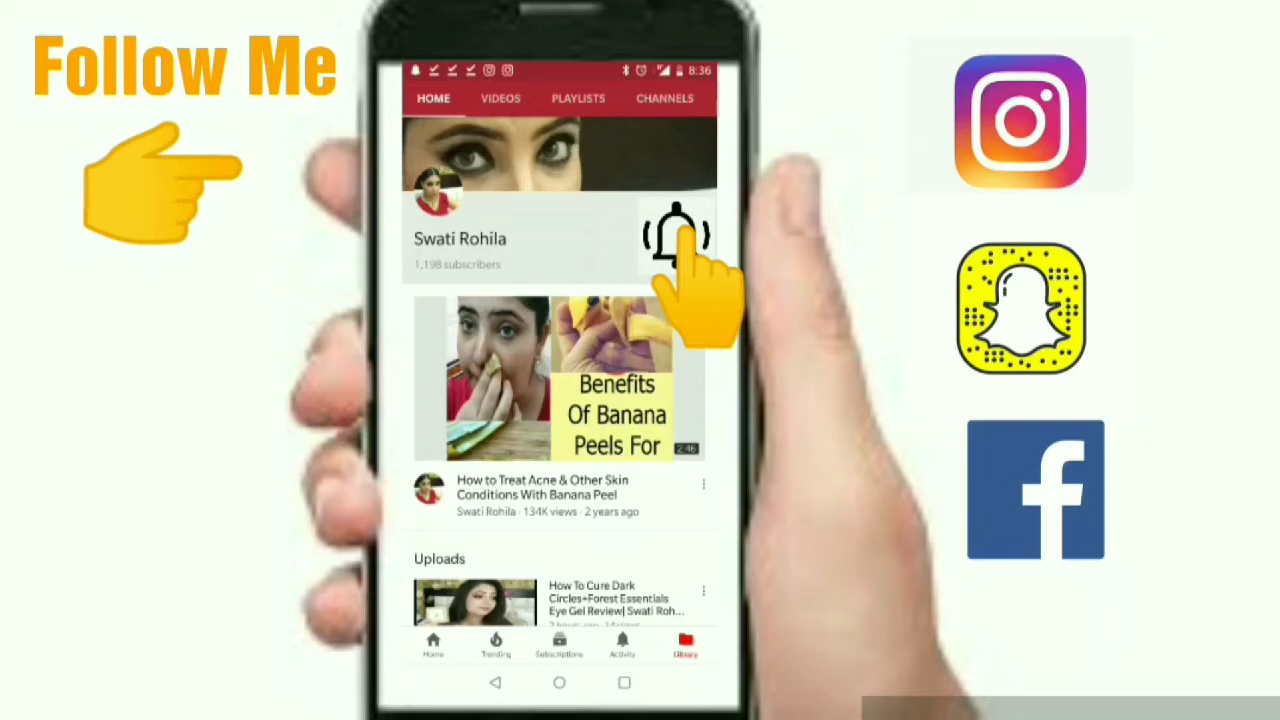 Follow Me
8:36
HOME VIDEOS PLAYLISTS CHANNELS
Swati Rohila
1,198 subscribers
Benefits
Of Banana
Peels For
2:46
How to Treat Acne & Other Skin
Conditions With Banana Peel
Swati Rohila · 134K views · 2 years ago
Uploads
How To Cure Dark
Circles+Forest Essentials
Eye Gel Review| Swati Roh...
Home Trending Subscriptions Activity Library